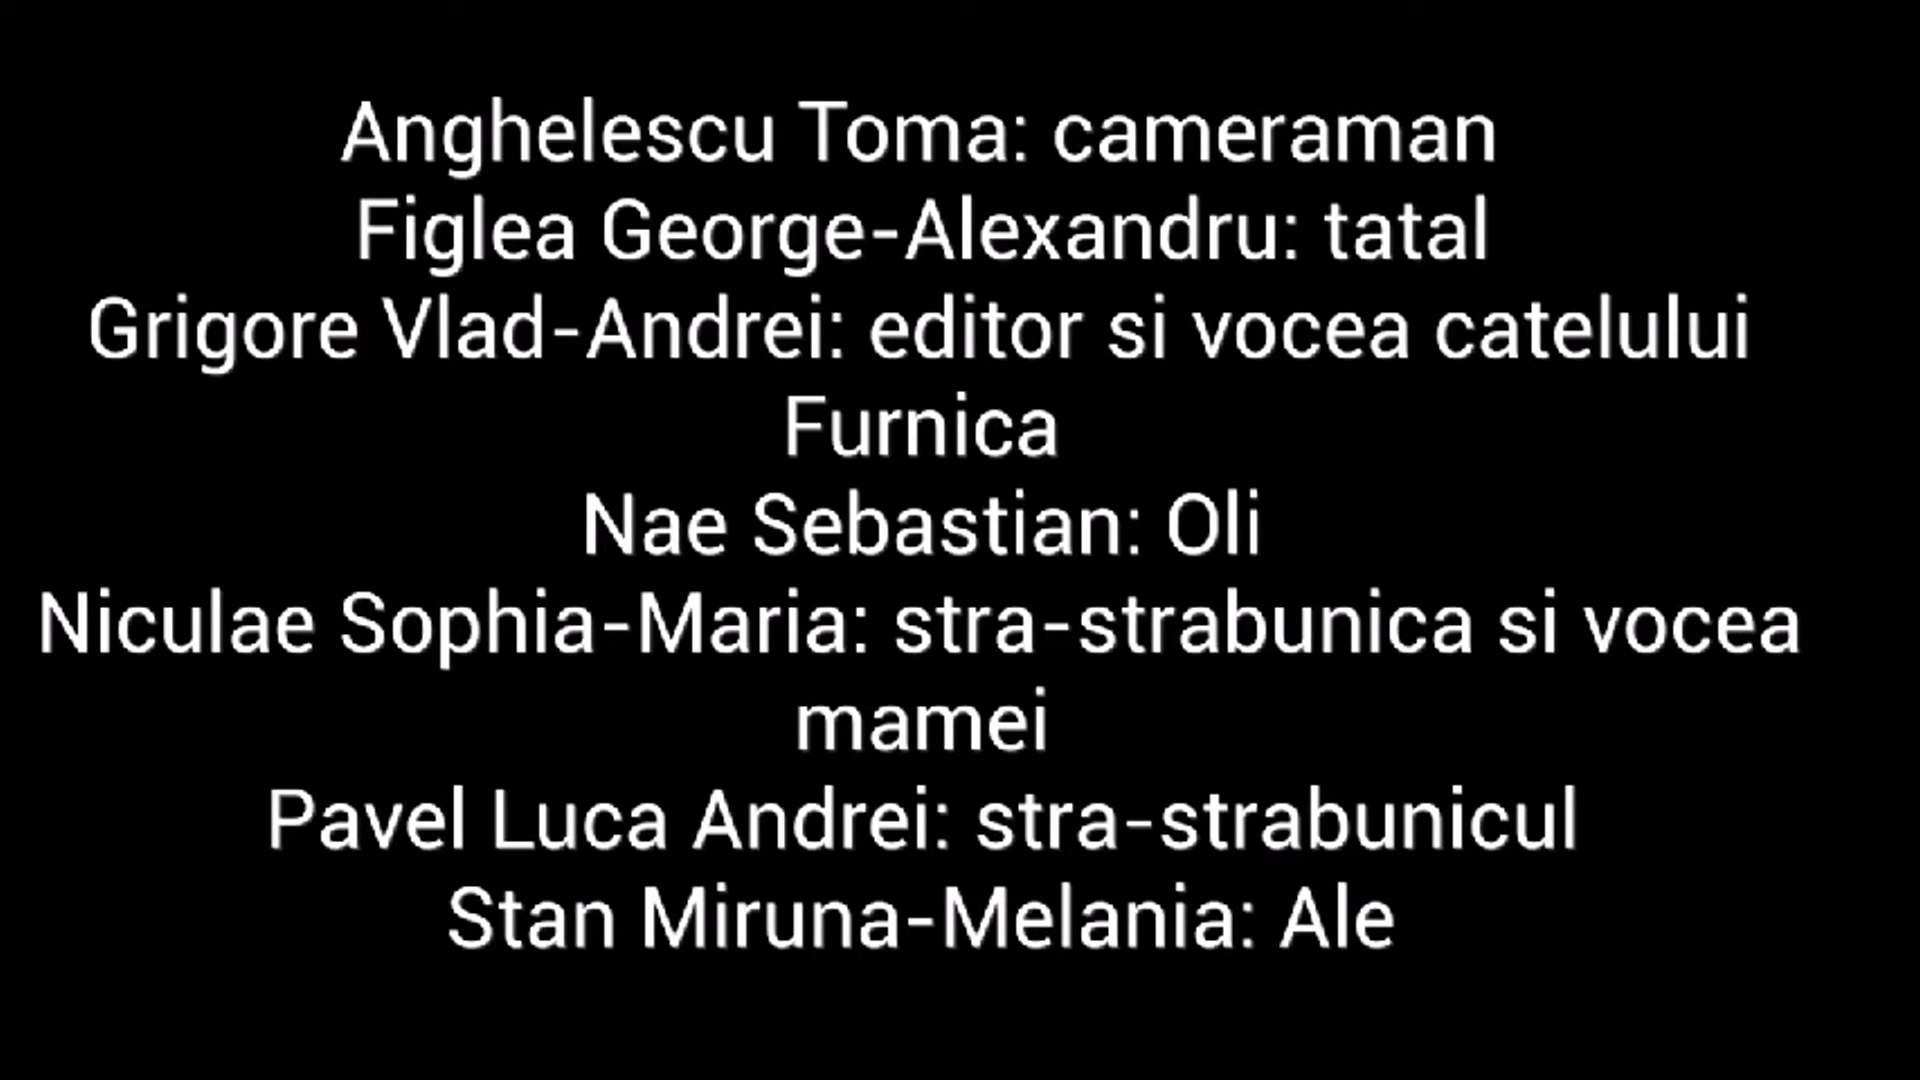 Anghelescu Toma: cameraman
Figlea George-Alexandru: tatal
Grigore Vlad-Andrei: editor si vocea catelului
Furnica
Nae Sebastian: Oli
Niculae Sophia-Maria: stra-strabunica si vocea
mamei
Pavel Luca Andrei: stra-strabunicul
Stan Miruna-Melania: Ale